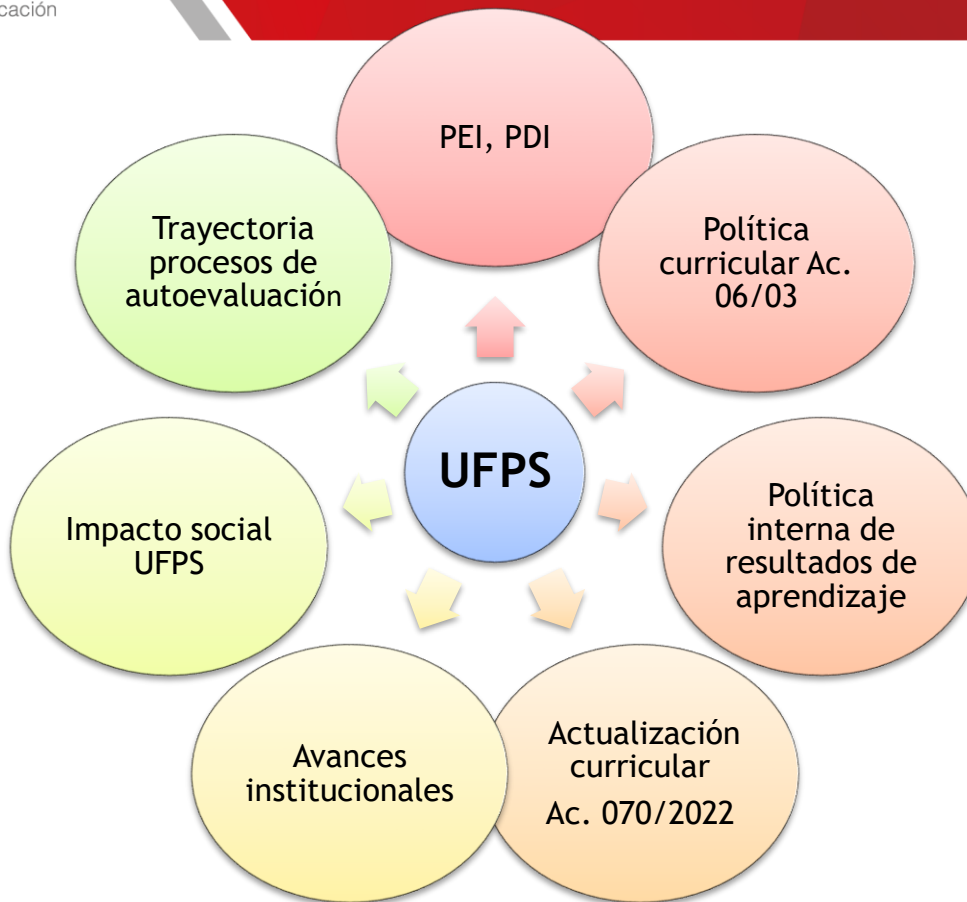 cación
PEI, PDI
Trayectoria
procesos de
autoevaluación
Política
curricular Ac.
06/03
UFPS
Impacto social
UFPS
Política
interna de
resultados de
aprendizaje
Avances
institucionales
Actualización
curricular
Ac. 070/2022